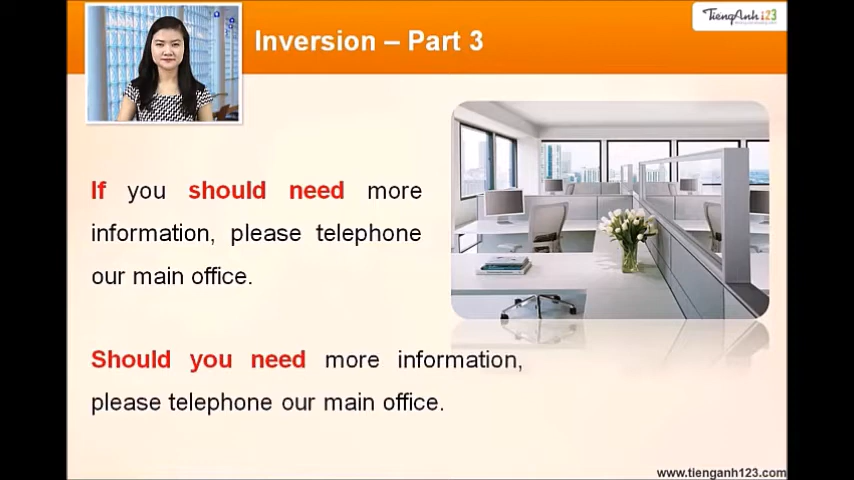 TiếngAnh123
Inversion – Part 3
If you should need more
information, please telephone
our main office.
Should you need more information,
please telephone our main office.
www.tienganh123.com